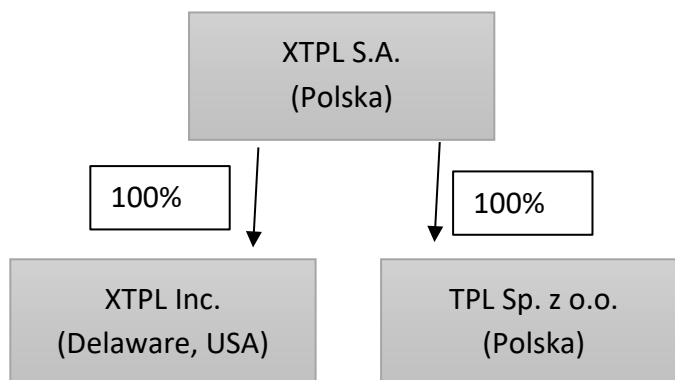 XTPL S.A.
(Polska)
100%
100%
XTPL Inc.
(Delaware, USA)
TPL Sp. z o.o.
(Polska)